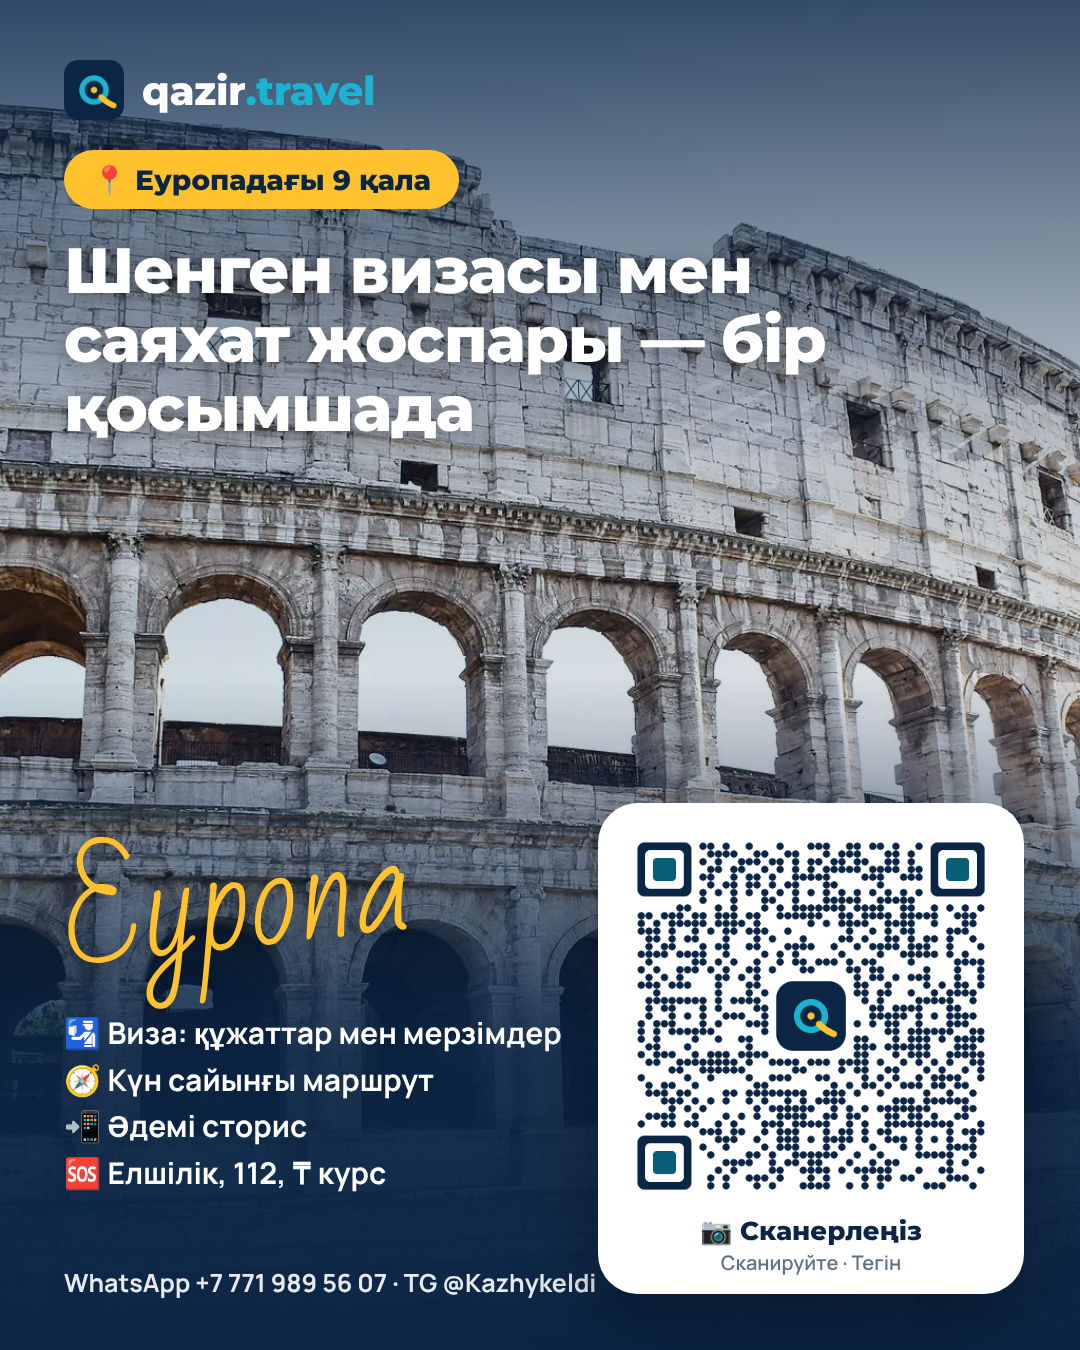 qazir.travel
📍 Еуропадағы 9 қала
Шенген визасы мен
саяхат жоспары — бір
қосымшада
Еуропа
🛂 Виза: құжаттар мен мерзімдер
🧭 Күн сайынғы маршрут
📲 Әдемі сторис
🆘 Елшілік, 112, ₸ курс
WhatsApp +7 771 989 56 07 · TG @Kazhykeldi
📷 Сканерлеңіз
Сканируйте · Тегін